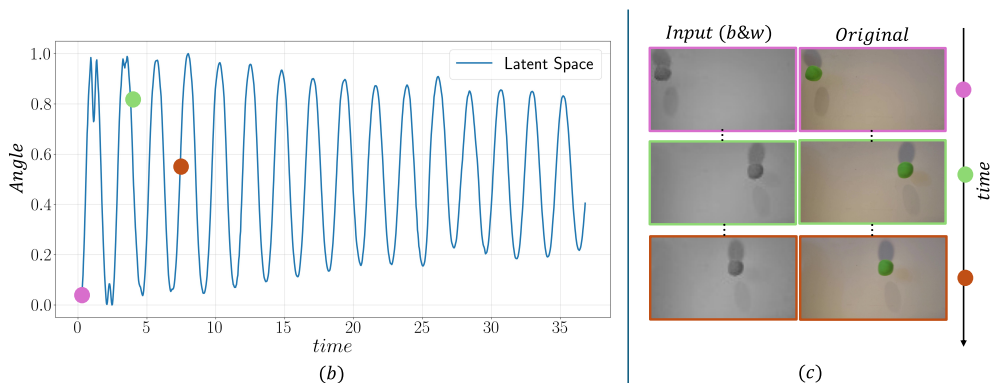 Angle
1.0
0.8
0.6
0.4
0.2
0.0
Latent Space
0 5 10 15 20 25 30 35
time
(b)
Input (b&w) Original
time
(c)